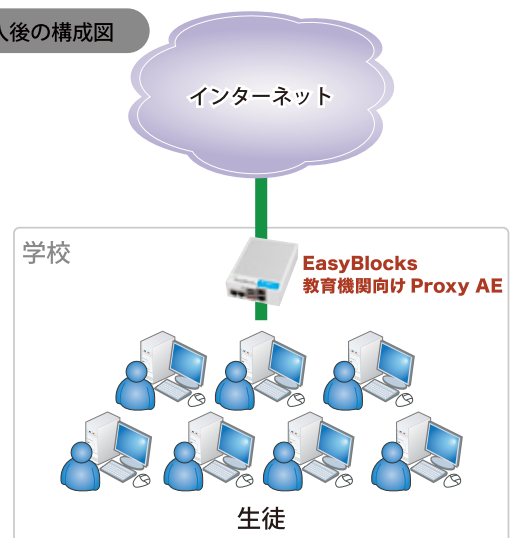 入後の構成図
インターネット
学校
EasyBlocks
教育機関向け Proxy AE
生徒